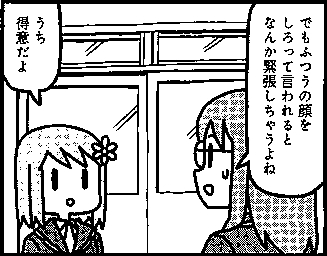 でもふつうの顔を
しろって言われると
なんか緊張しちゃうよね
うち
得意だよ